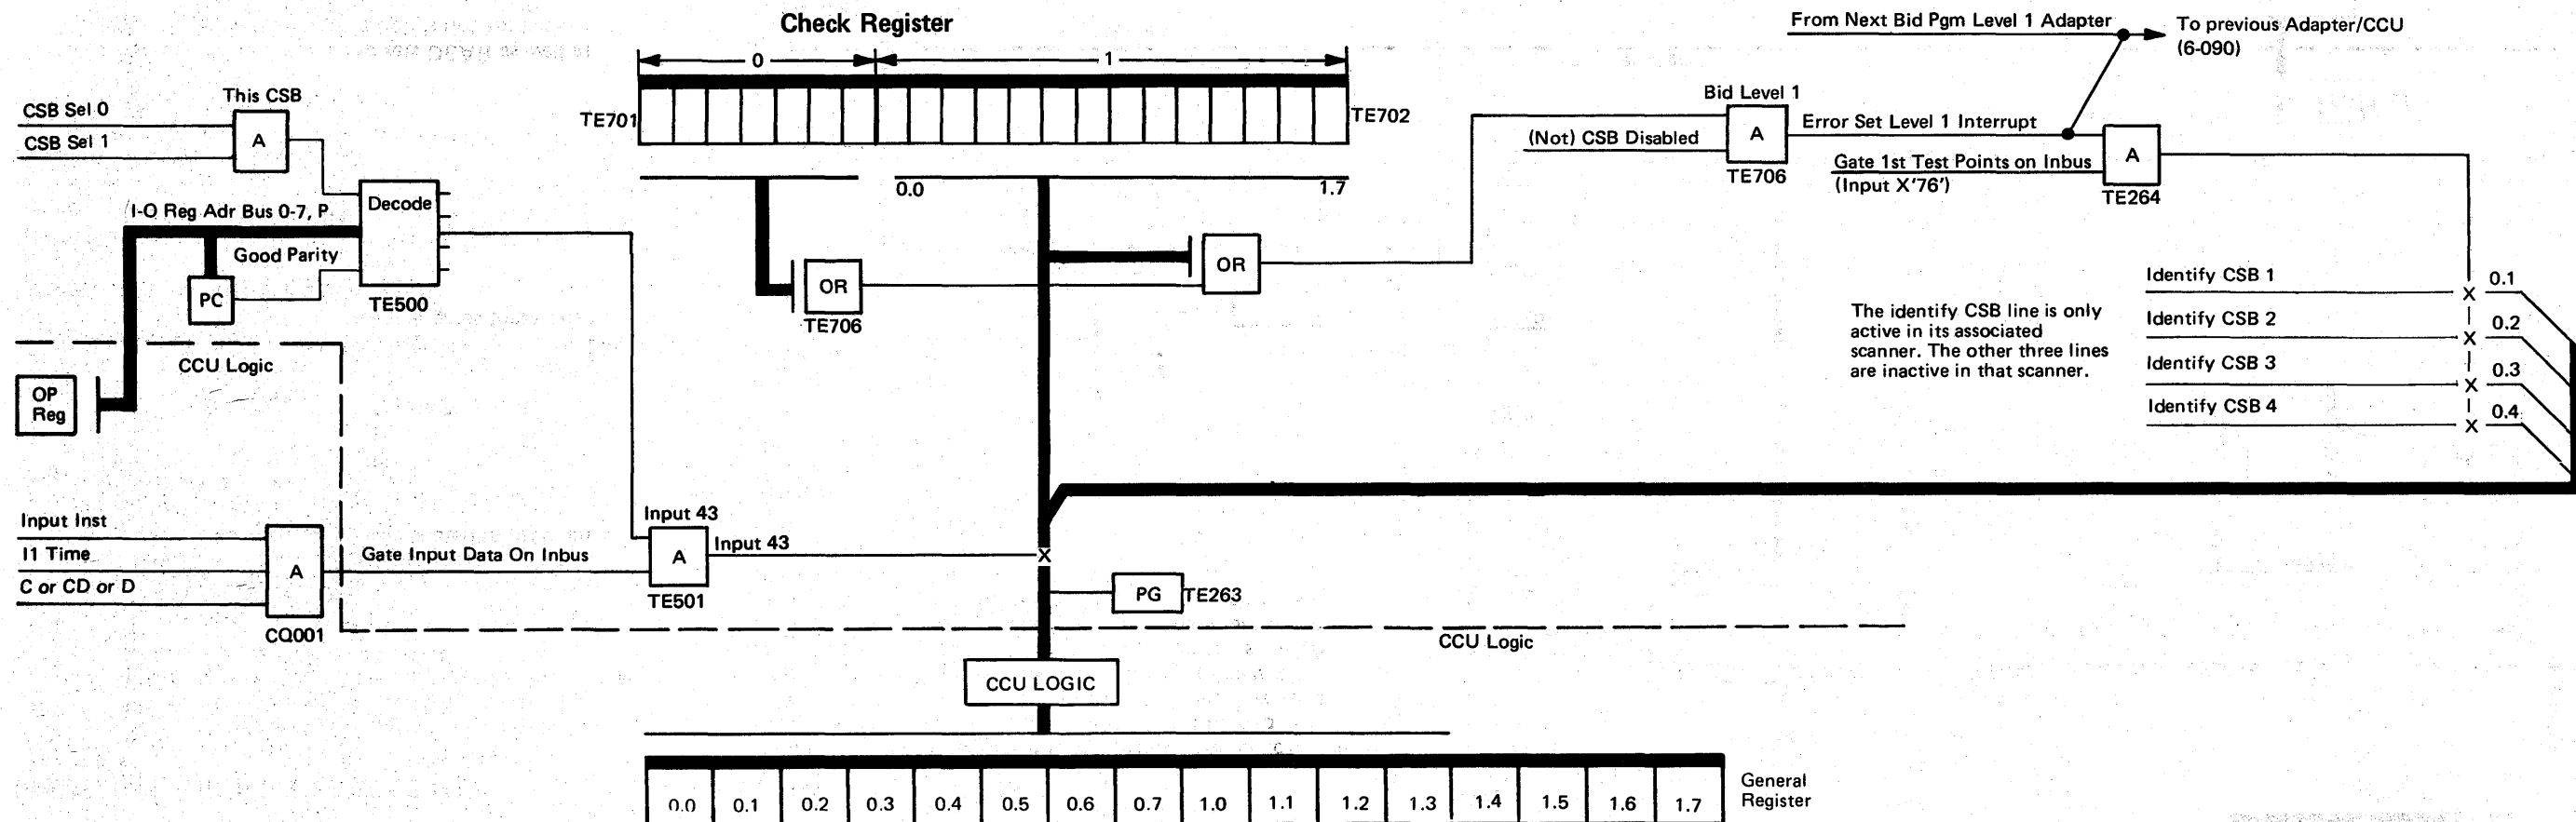 Check Register
From Next Bid Pgm Level 1 Adapter
To previous Adapter/CCU
(6-090)
0
1
CSB Sel 0
This CSB
CSB Sel 1
A
TE701
TE702
Bid Level 1
(Not) CSB Disabled
A
TE706
Error Set Level 1 Interrupt
Gate 1st Test Points on Inbus
(Input X'76')
A
TE264
0.0
1.7
I-O Reg Adr Bus 0-7, P
Decode
Good Parity
PC
TE500
OR
TE706
OR
Identify CSB 1
X
0.1
Identify CSB 2
X
0.2
Identify CSB 3
X
0.3
Identify CSB 4
X
0.4
The identify CSB line is only
active in its associated
scanner. The other three lines
are inactive in that scanner.
CCU Logic
OP
Reg
Input Inst
I1 Time
C or CD or D
A
CQ001
Gate Input Data On Inbus
Input 43
A
Input 43
TE501
X
PG
TE263
CCU Logic
CCU LOGIC
0.0
0.1
0.2
0.3
0.4
0.5
0.6
0.7
1.0
1.1
1.2
1.3
1.4
1.5
1.6
1.7
General
Register